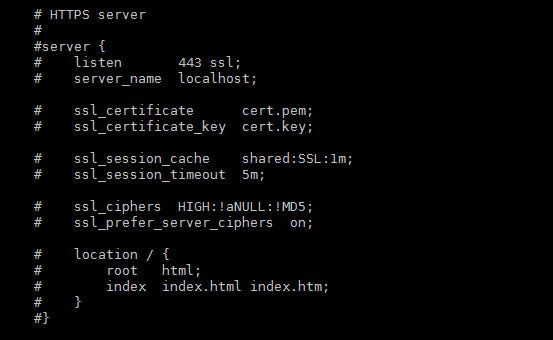 # HTTPS server
#
#server {
#    listen       443 ssl;
#    server_name  localhost;

#    ssl_certificate      cert.pem;
#    ssl_certificate_key  cert.key;

#    ssl_session_cache    shared:SSL:1m;
#    ssl_session_timeout  5m;

#    ssl_ciphers  HIGH:!aNULL:!MD5;
#    ssl_prefer_server_ciphers  on;

#    location / {
#        root   html;
#        index  index.html index.htm;
#    }
#}